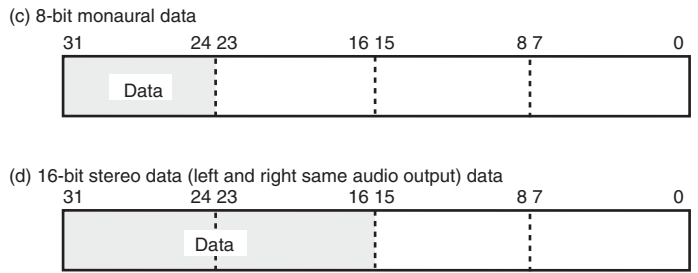 (c) 8-bit monaural data
31 24 23 16 15 8 7 0
Data
(d) 16-bit stereo data (left and right same audio output) data
31 24 23 16 15 8 7 0
Data